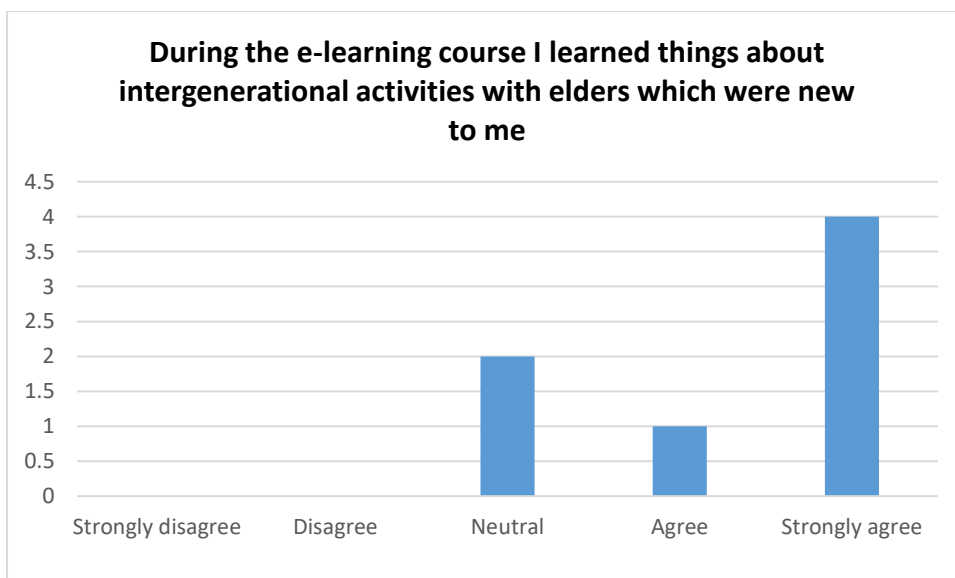 During the e-learning course I learned things about
intergenerational activities with elders which were new
to me
4.5
4
3.5
3
2.5
2
1.5
1
0.5
0
Strongly disagree Disagree Neutral Agree Strongly agree